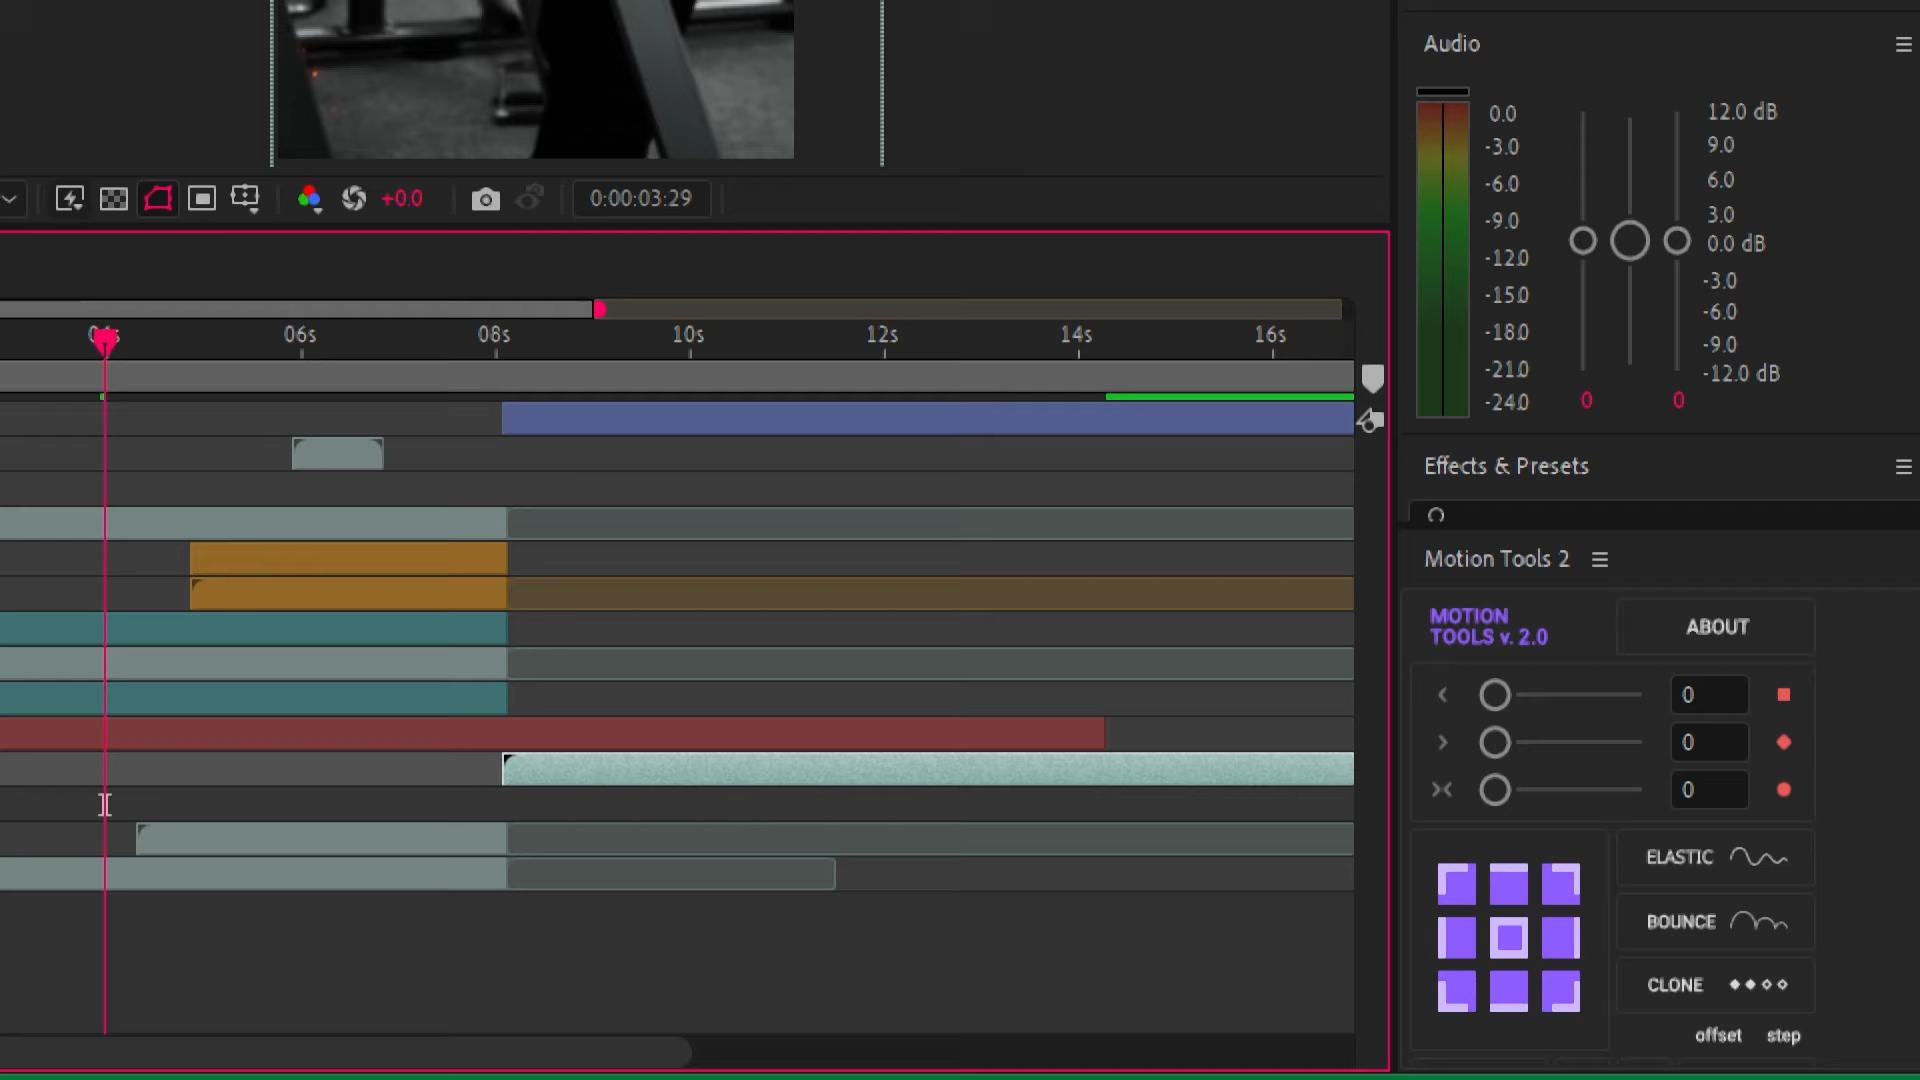 Audio
0.0
-3.0
-6.0
-9.0
-12.0
-15.0
-18.0
-21.0
-24.0
12.0 dB
9.0
6.0
3.0
0.0 dB
-3.0
-6.0
-9.0
-12.0 dB
0
0
+0.0
0:00:03:29
04s
06s
08s
10s
12s
14s
16s
Effects & Presets
Motion Tools 2
MOTION
TOOLS v. 2.0
ABOUT
0
0
0
ELASTIC
BOUNCE
CLONE
offset step